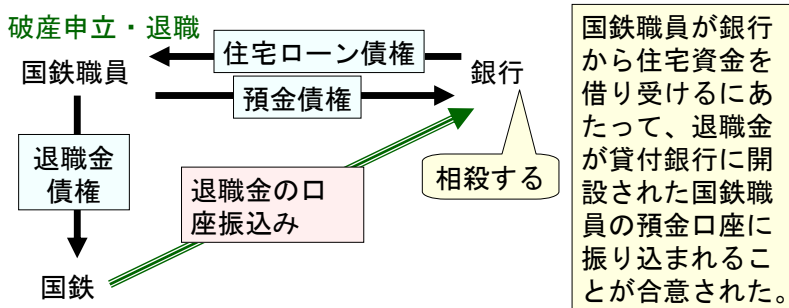 破産申立・退職
住宅ローン債権
国鉄職員
銀行
預金債権
退職金
債権
退職金の口
座振込み
相殺する
国鉄
国鉄職員が銀行
から住宅資金を
借り受けるにあ
たって、退職金
が貸付銀行に開
設された国鉄職
員の預金口座に
振り込まれるこ
とが合意された。